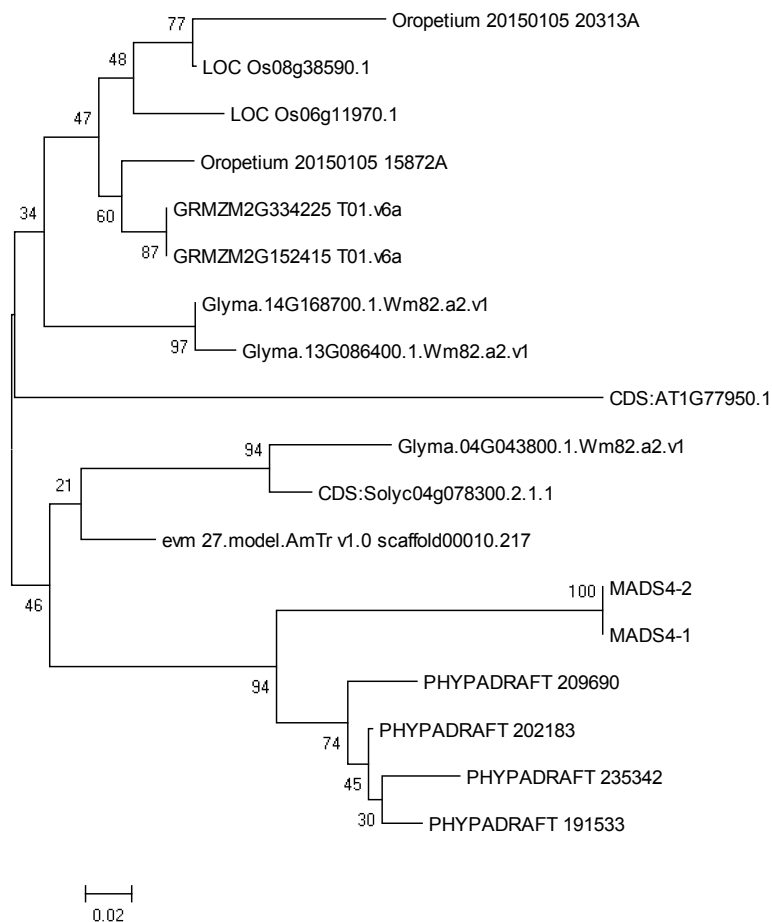 77
Oropetium 20150105 20313A
48
LOC Os08g38590.1
47
LOC Os06g11970.1
Oropetium 20150105 15872A
34
60
GRMZM2G334225 T01.v6a
87
GRMZM2G152415 T01.v6a
Glyma.14G168700.1.Wm82.a2.v1
97
Glyma.13G086400.1.Wm82.a2.v1
CDS:AT1G77950.1
94
Glyma.04G043800.1.Wm82.a2.v1
21
CDS:Solyc04g078300.2.1.1
evm 27.model.AmTr v1.0 scaffold00010.217
46
100
MADS4-2
MADS4-1
94
PHYPADRAFT 209690
74
PHYPADRAFT 202183
45
PHYPADRAFT 235342
30
PHYPADRAFT 191533
0.02